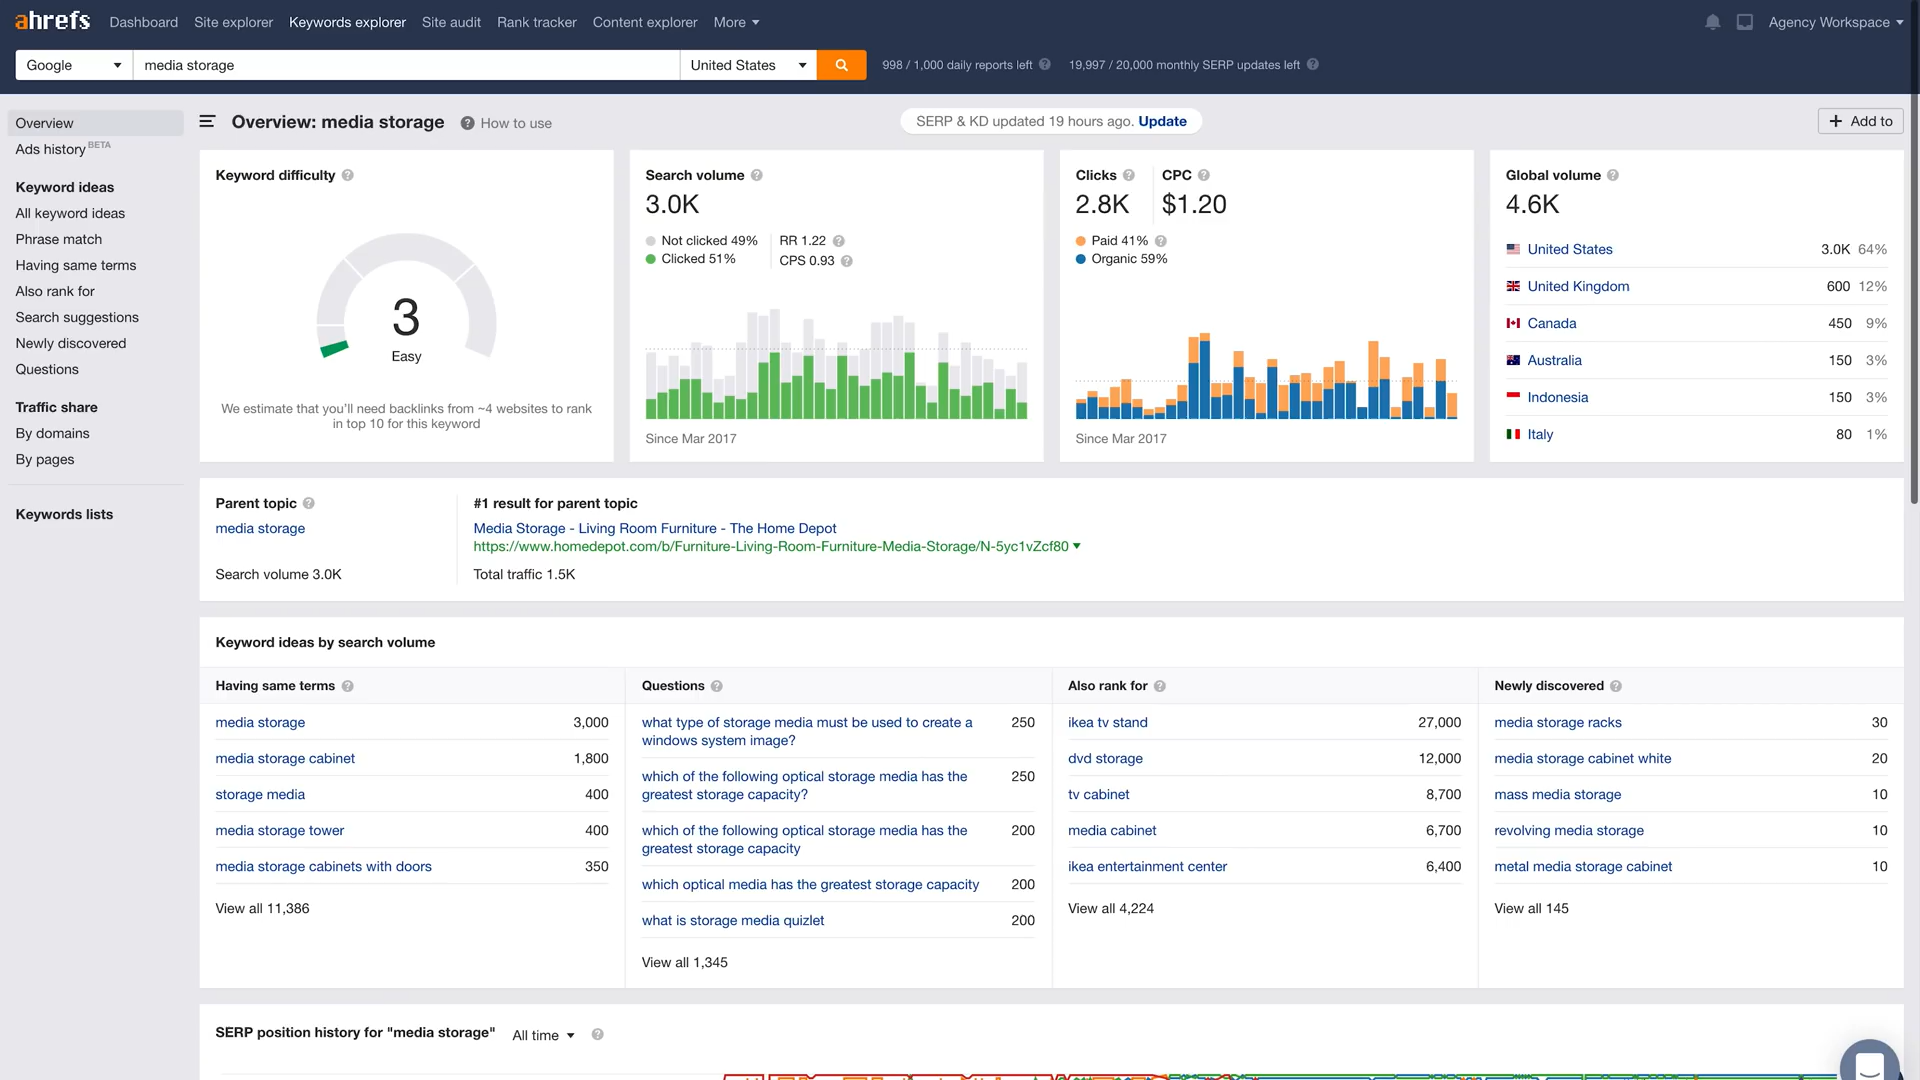 ahrefs Dashboard Site explorer Keywords explorer Site audit Rank tracker Content explorer More Agency Workspace
Google media storage United States 998 / 1,000 daily reports left 19,997 / 20,000 monthly SERP updates left
Overview
Ads history BETA
Keyword ideas
All keyword ideas
Phrase match
Having same terms
Also rank for
Search suggestions
Newly discovered
Questions
Traffic share
By domains
By pages
Keywords lists
Overview: media storage How to use SERP & KD updated 19 hours ago. Update + Add to
Keyword difficulty
3
Easy
We estimate that you'll need backlinks from ~4 websites to rank
in top 10 for this keyword
Search volume
3.0K
Not clicked 49% RR 1.22
Clicked 51% CPS 0.93
Since Mar 2017
Clicks CPC
2.8K $1.20
Paid 41%
Organic 59%
Since Mar 2017
Global volume
4.6K
United States 3.0K 64%
United Kingdom 600 12%
Canada 450 9%
Australia 150 3%
Indonesia 150 3%
Italy 80 1%
Parent topic
media storage
Search volume 3.0K
#1 result for parent topic
Media Storage - Living Room Furniture - The Home Depot
https://www.homedepot.com/b/Furniture-Living-Room-Furniture-Media-Storage/N-5yc1vZcf80
Total traffic 1.5K
Keyword ideas by search volume
Having same terms
media storage 3,000
media storage cabinet 1,800
storage media 400
media storage tower 400
media storage cabinets with doors 350
View all 11,386
Questions
what type of storage media must be used to create a 250
windows system image?
which of the following optical storage media has the 250
greatest storage capacity?
which of the following optical storage media has the 200
greatest storage capacity
which optical media has the greatest storage capacity 200
what is storage media quizlet 200
View all 1,345
Also rank for
ikea tv stand 27,000
dvd storage 12,000
tv cabinet 8,700
media cabinet 6,700
ikea entertainment center 6,400
View all 4,224
Newly discovered
media storage racks 30
media storage cabinet white 20
mass media storage 10
revolving media storage 10
metal media storage cabinet 10
View all 145
SERP position history for "media storage" All time